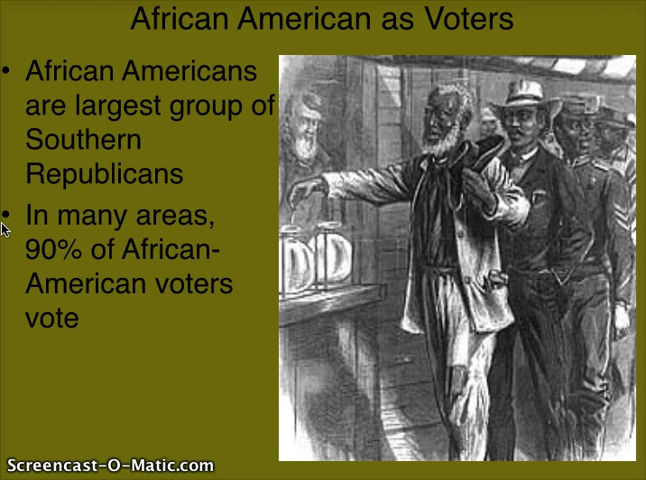 African American as Voters
• African Americans
are largest group of
Southern
Republicans
• In many areas,
90% of African-
American voters
vote
Screencast-O-Matic.com